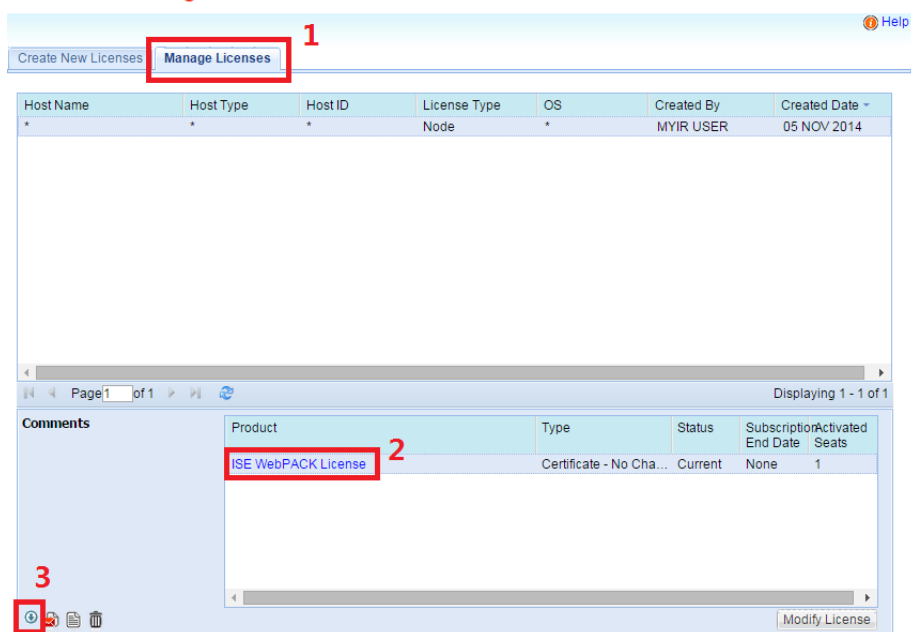 Help
1
Create New Licenses Manage Licenses
Host Name Host Type Host ID License Type OS Created By Created Date
* * * Node * MYIR USER 05 NOV 2014
Page 1 of 1 Displaying 1 - 1 of 1
Comments
Product Type Status Subscription End Date Activated Seats
2
ISE WebPACK License Certificate - No Cha... Current None 1
3
Modify License